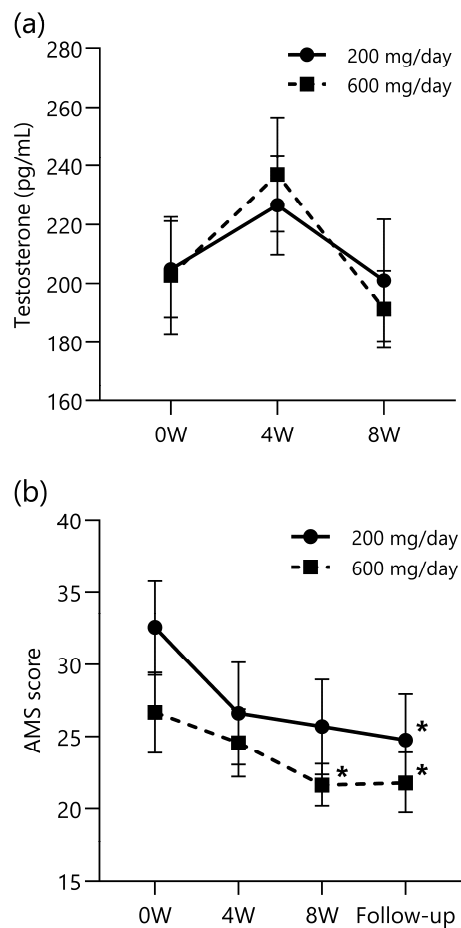 (a)
280
260
240
220
200
180
160
Testosterone (pg/mL)
200 mg/day
600 mg/day
0W 4W 8W
(b)
40
35
30
25
20
15
AMS score
200 mg/day
600 mg/day
*
*
*
0W 4W 8W Follow-up